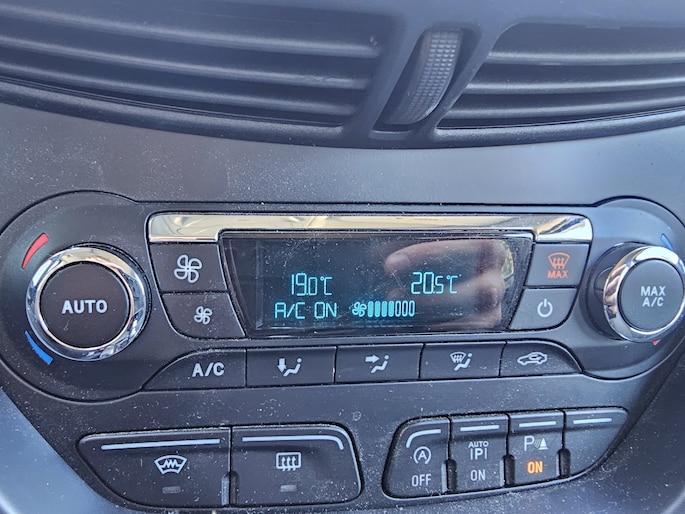 MAX
19.0°C 20.5°C
A/C ON
AUTO
MAX
A/C
A/C
A
OFF
AUTO
P
ON
P
ON